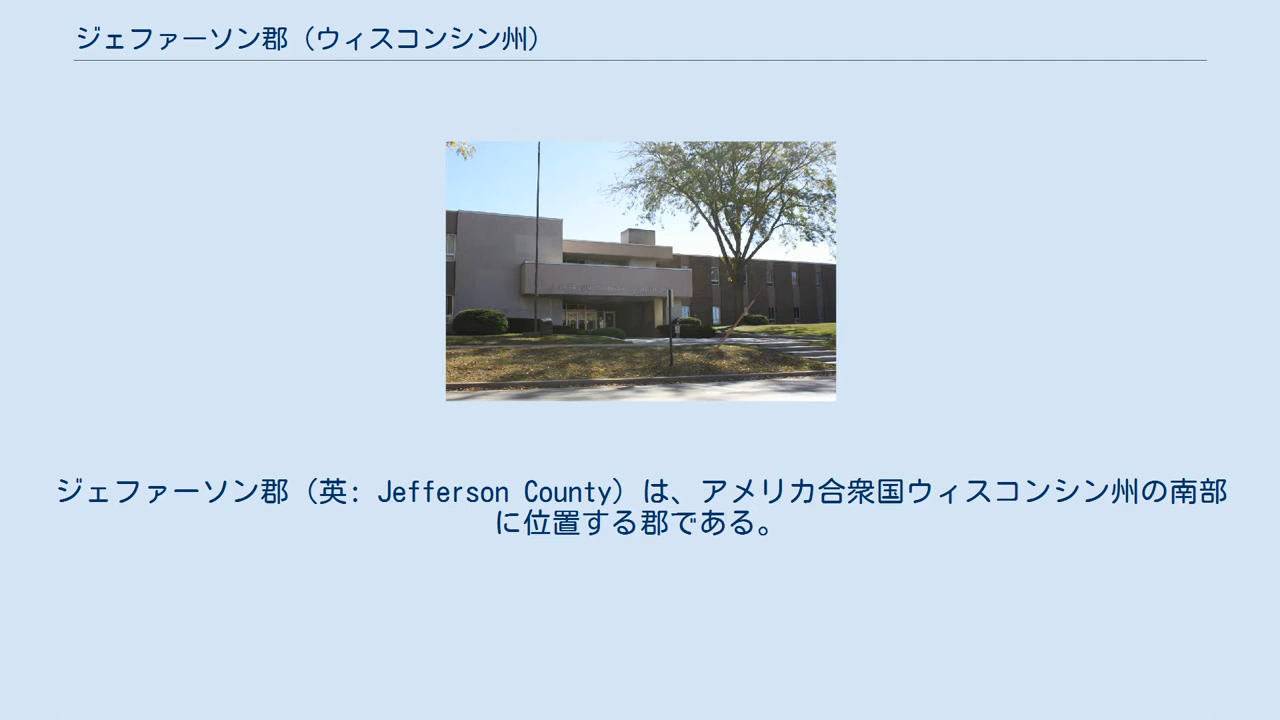 ジェファーソン郡（ウィスコンシン州）
ジェファーソン郡（英: Jefferson County）は、アメリカ合衆国ウィスコンシン州の南部
に位置する郡である。